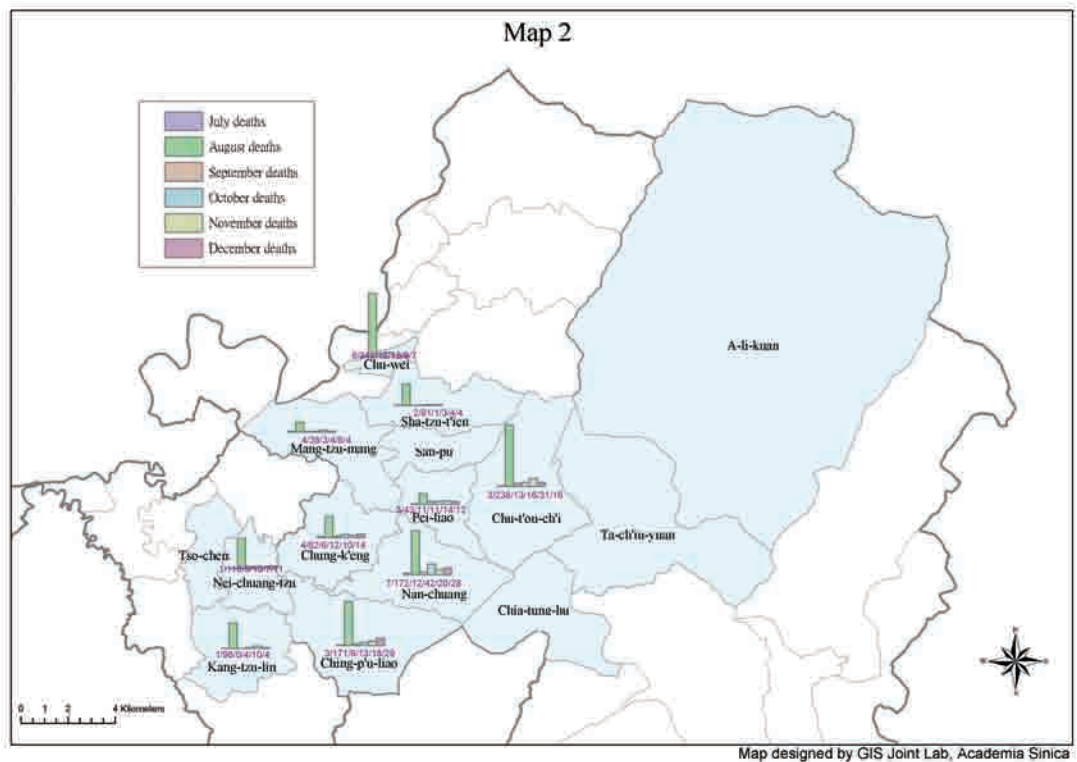 Map 2
July deaths
August deaths
September deaths
October deaths
November deaths
December deaths
A-li-kuan
Chu-wei
2/81/1/3/4/4
Sha-tzu-t'ien
4/39/3/4/8/4
Mang-tzu-mang
San-pu
3/238/13/16/31/16
Pei-liao
Chu-t'ou-ch'i
4/82/6/12/10/14
Tso-chen
Chung-k'eng
Ta-ch'iu-yuan
Nei-chuang-tzu
7/172/12/42/20/28
Nan-chuang
Chia-tung-hu
1/98/0/4/10/4
3/171/9/13/18/29
Kang-tzu-lin
Ching-p'u-liao
0 1 2 4 Kilometers
N
W E
S
Map designed by GIS Joint Lab, Academia Sinica